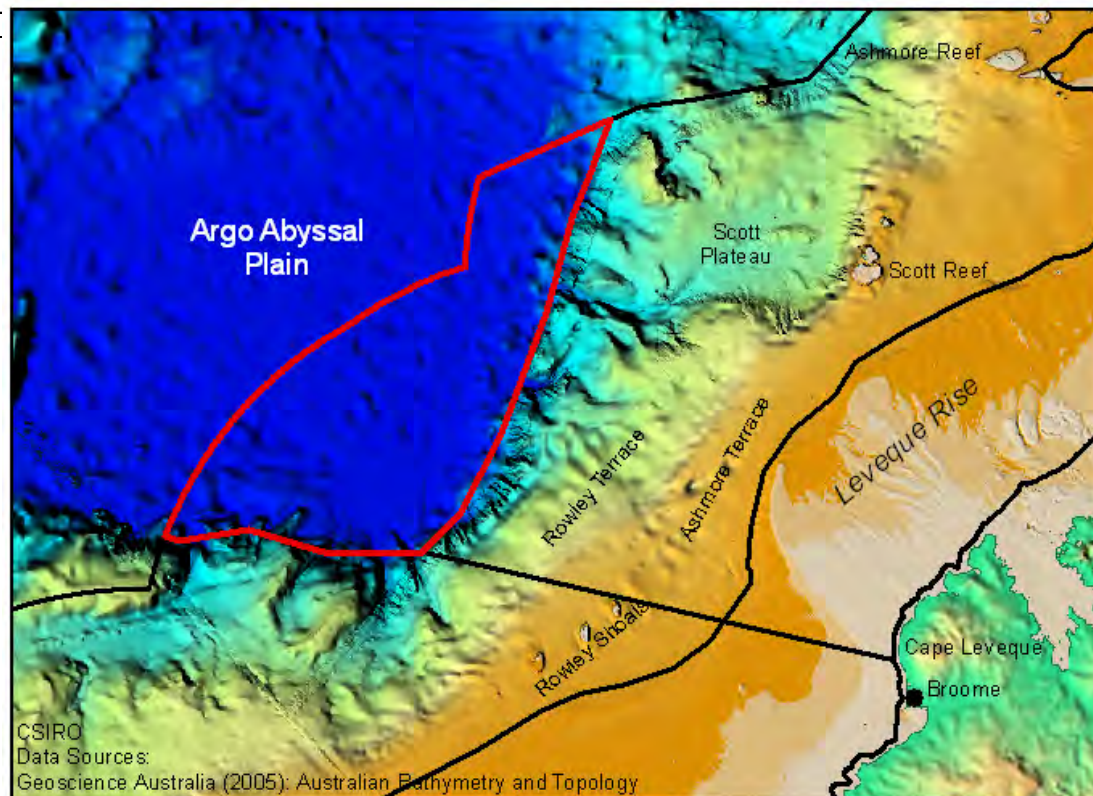 Ashmore Reef
Argo Abyssal
Plain
Scott
Plateau
Scott Reef
Leveque Rise
Ashmore Terrace
Rowley Terrace
Rowley Shoals
Cape Leveque
Broome
CSIRO
Data Sources:
Geoscience Australia (2005): Australian Bathymetry and Topology